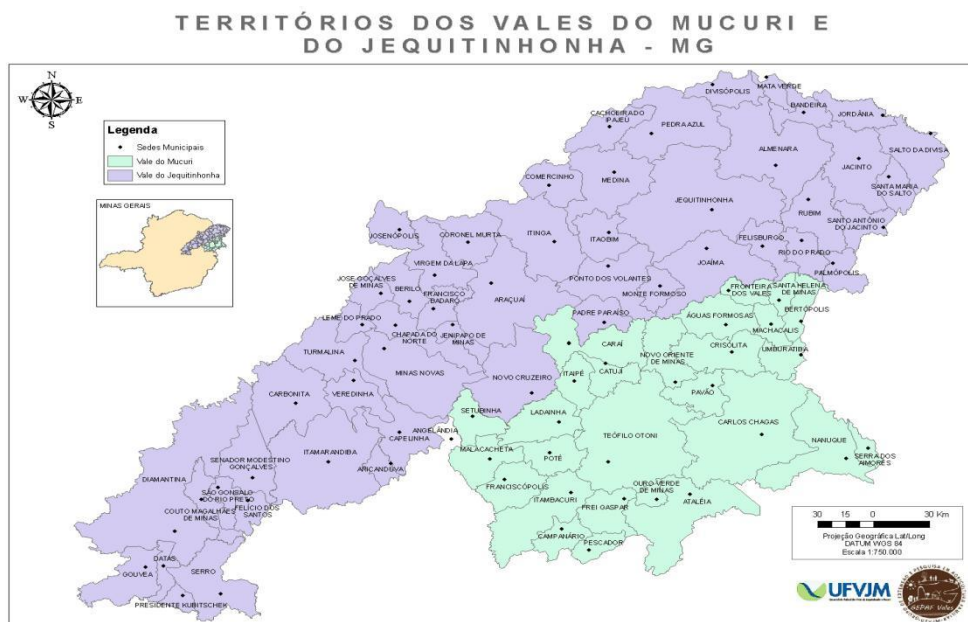 TERRITÓRIOS DOS VALES DO MUCURI E
DO JEQUITINHONHA - MG
N
W
E
S
Legenda
Sedes Municipais
Vale do Mucuri
Vale do Jequitinhonha
MINAS GERAIS
MATA VERDE
DIVISÓPOLIS
BANDEIRA
JORDÂNIA
CACHOEIRA DO
PAJEÚ
PEDRA AZUL
SALTO DA DIVISA
ALMENARA
JACINTO
COMERCINHO
MEDINA
SANTA MARIA
DO SALTO
JEQUITINHONHA
RUBIM
SANTO ANTÔNIO
DO JACINTO
JOSENÓPOLIS
CORONEL MURTA
ITINGA
ITAOBIM
FELISBURGO
RIO DO PRADO
JOAÍMA
PALMÓPOLIS
VIRGEM DA LAPA
PONTO DOS VOLANTES
MONTE FORMOSO
JOSÉ GONÇALVES
DE MINAS
BERILO
FRANCISCO
BADARÓ
ARAÇUAÍ
FRONTEIRA
DOS VALES
SANTA HELENA
DE MINAS
BERTÓPOLIS
LEME DO PRADO
CHAPADA DO
NORTE
JENIPAPO DE
MINAS
PADRE PARAÍSO
ÁGUAS FORMOSAS
MACHACALIS
TURMALINA
CARAÍ
CRISÓLITA
UMBURATIBA
NOVO ORIENTE
DE MINAS
CATUJI
MINAS NOVAS
NOVO CRUZEIRO
ITAIPÉ
PAVÃO
CARBONITA
VEREDINHA
SETUBINHA
LADAINHA
CARLOS CHAGAS
ANGELÂNDIA
CAPELINHA
TEÓFILO OTONI
NANUQUE
SERRA DOS
AIMORÉS
MALACACHETA
POTÉ
ITAMARANDIBA
ARICANDUVA
SENADOR MODESTINO
GONÇALVES
DIAMANTINA
FRANCISCÓPOLIS
OURO VERDE
DE MINAS
ATALÉIA
SÃO GONSALO
DO RIO PRETO
FELÍCIO DOS
SANTOS
ITAMBACURI
FREI GASPAR
COUTO MAGALHÃES
DE MINAS
CAMPANÁRIO
PESCADOR
DATAS
GOUVEA
SERRO
PRESIDENTE KUBITSCHEK
30 15 0 30 Km
Projeção Geográfica Lat/Long
DATUM WGS 84
Escala 1:750.000
UFVJM
GEPAF Vales